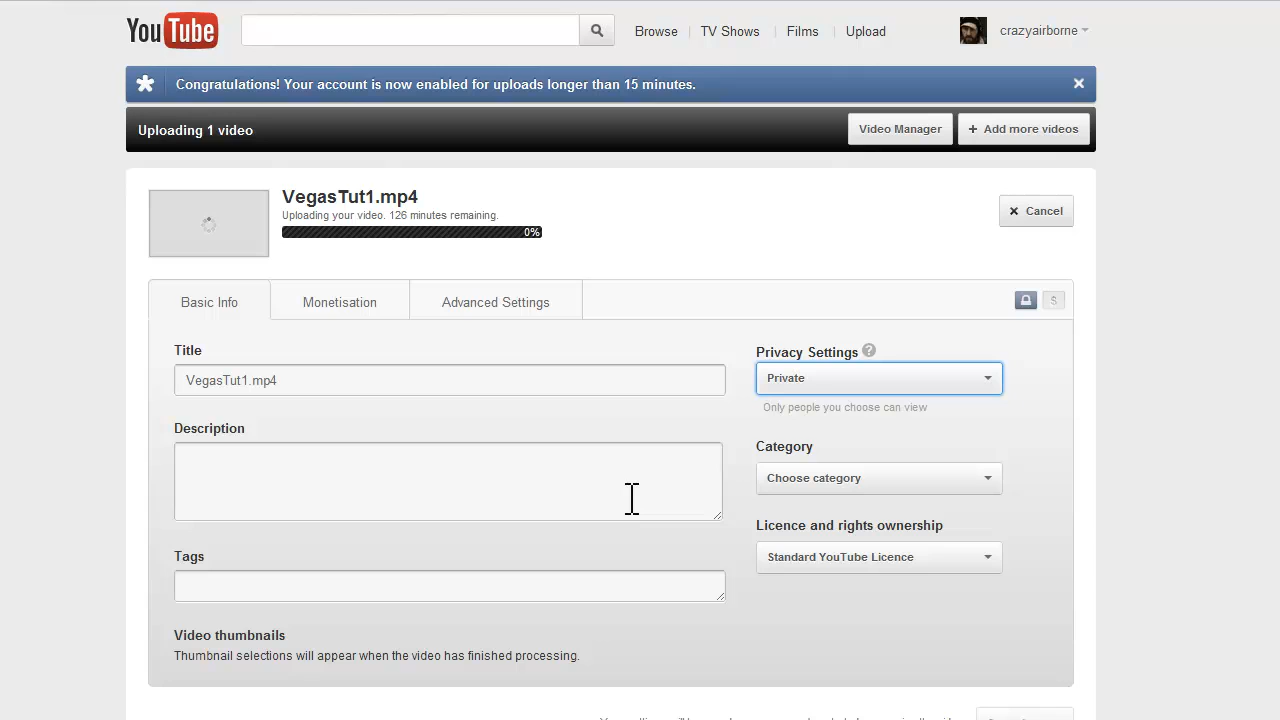 YouTube
Browse
TV Shows
Films
Upload
crazyairborne
Congratulations! Your account is now enabled for uploads longer than 15 minutes.
Uploading 1 video
Video Manager
+ Add more videos
VegasTut1.mp4
Uploading your video. 126 minutes remaining.
0%
Cancel
Basic Info
Monetisation
Advanced Settings
$
Title
VegasTut1.mp4
Description
Tags
Video thumbnails
Thumbnail selections will appear when the video has finished processing.
Privacy Settings ?
Private
Only people you choose can view
Category
Choose category
Licence and rights ownership
Standard YouTube Licence